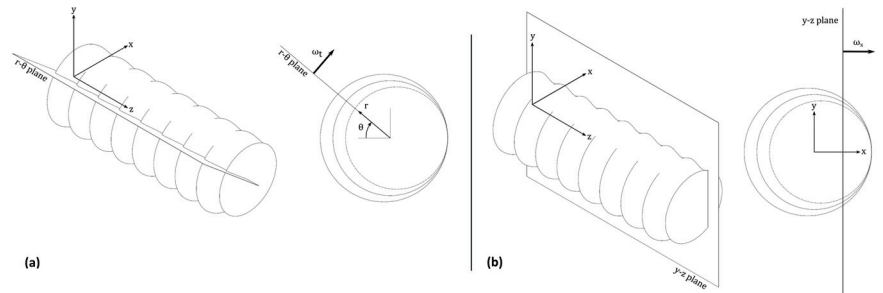 y
x
r-θ plane
z
r-θ plane
ωt
r
θ
(a)
y
x
z
y-z plane
(b)
y-z plane
ωx
y
x